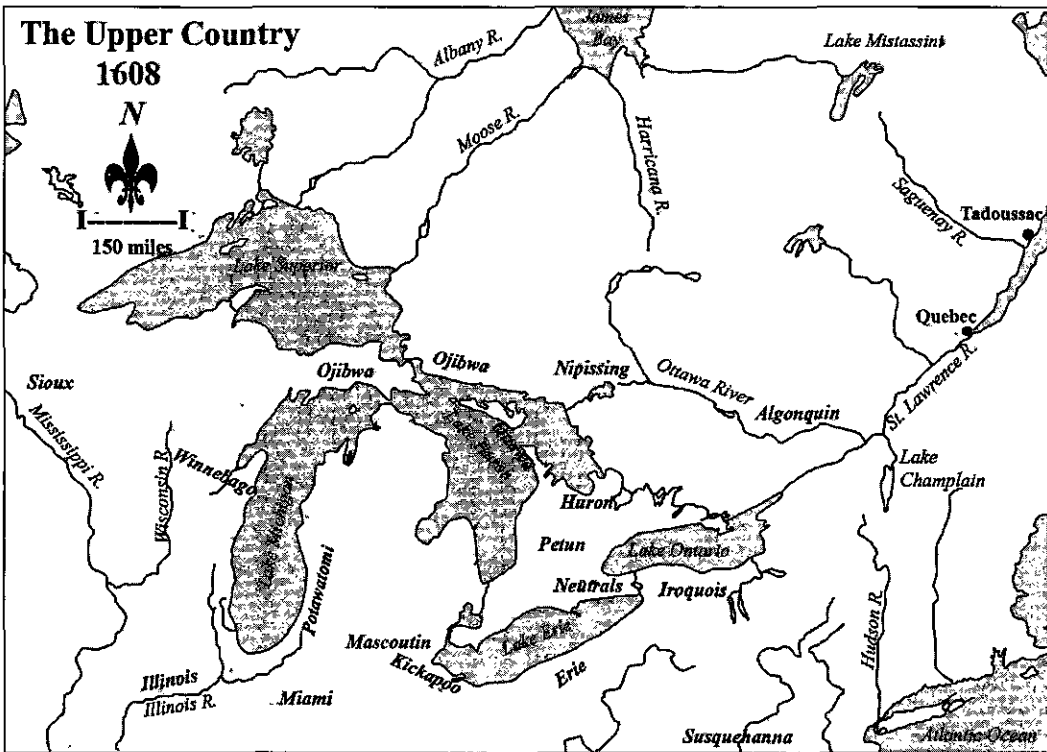 The Upper Country
1608
N
I------I
150 miles
James
Bay
Albany R.
Lake Mistassini
Moose R.
Harricana R.
Saguenay R.
Tadoussac
Lake Superior
Quebec
St. Lawrence R.
Ojibwa
Ojibwa
Nipissing
Ottawa River
Algonquin
Sioux
Mississippi R.
Wisconsin R.
Winnebago
Lake Michigan
Lake Huron
Lake
Champlain
Huron
Petun
Lake Ontario
Neutrals
Iroquois
Potawatomi
Mascoutin
Kickapoo
Lake Erie
Erie
Hudson R.
Illinois
Illinois R.
Miami
Susquehanna
Atlantic Ocean